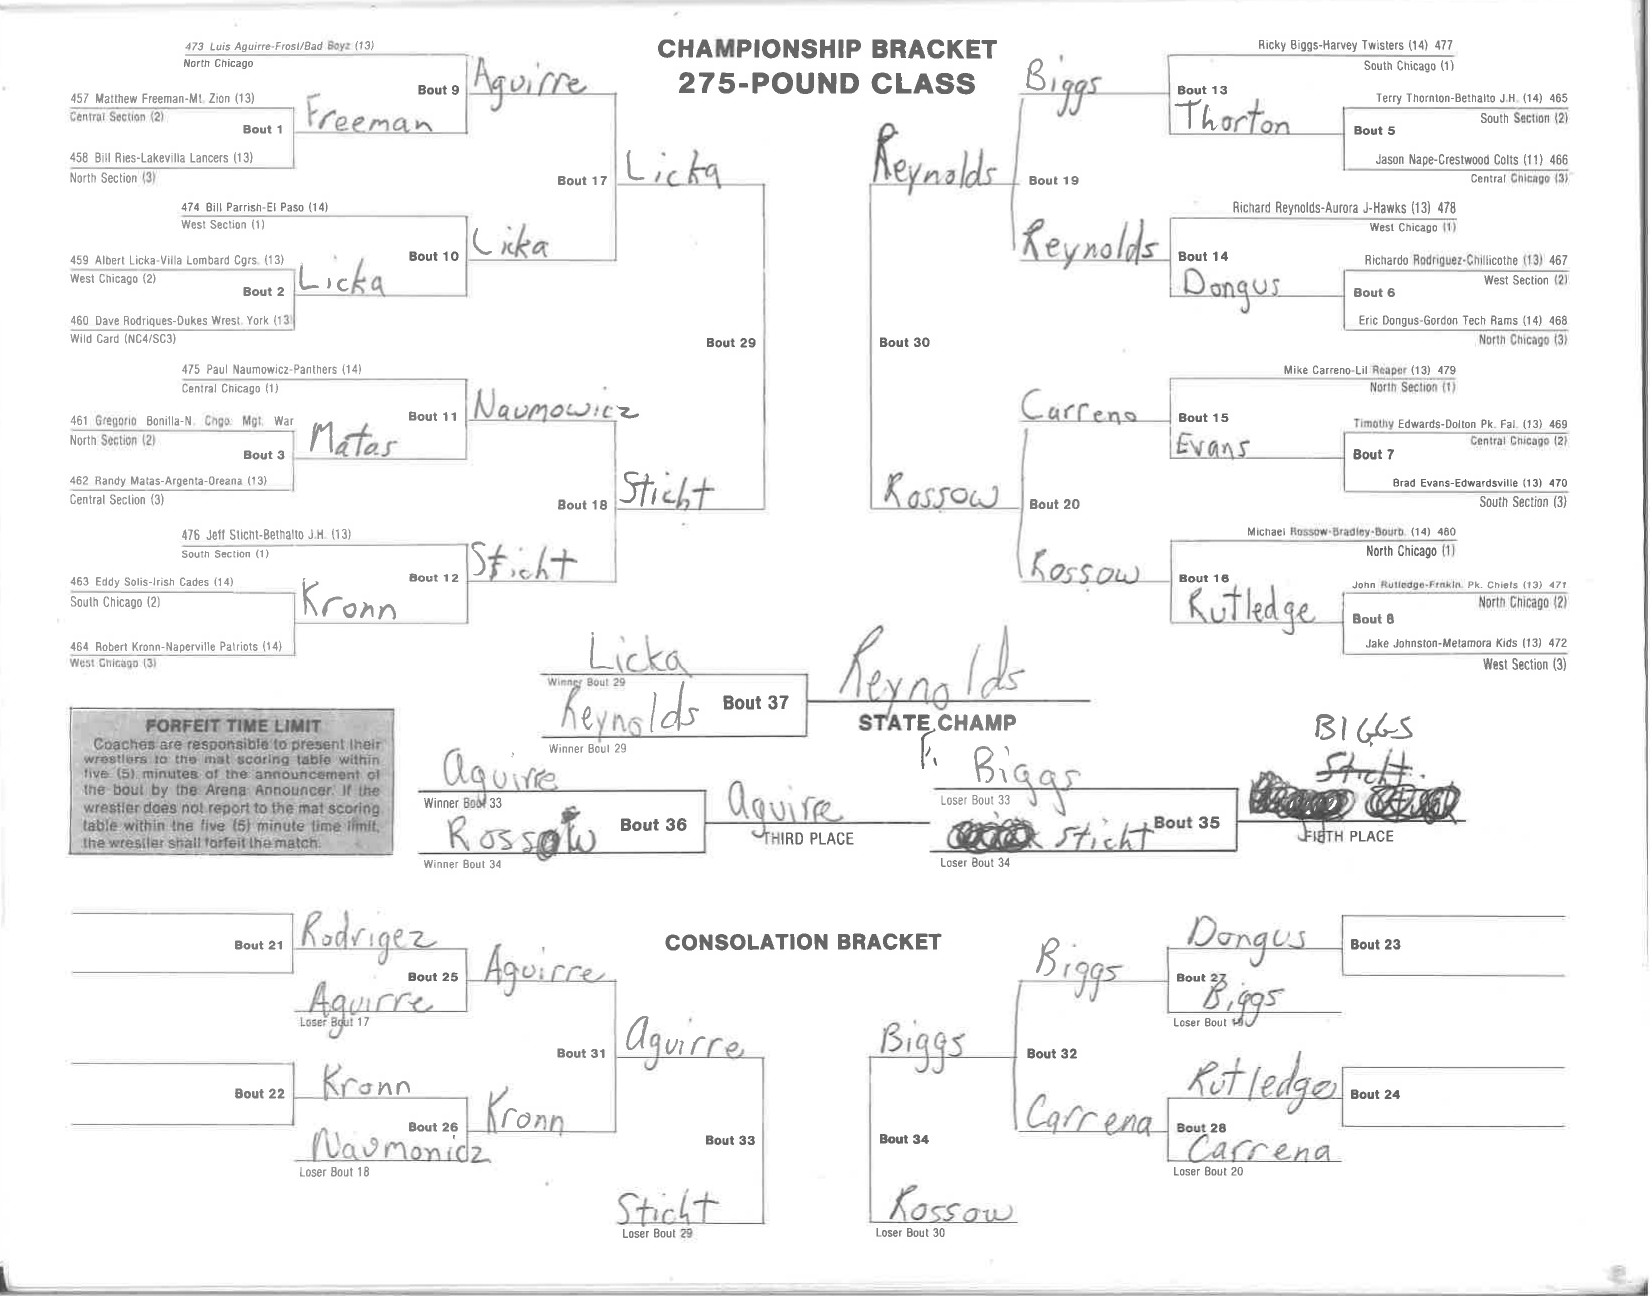 CHAMPIONSHIP BRACKET
275-POUND CLASS
473 Luis Aguirre-Frost/Bad Boyz (13)
North Chicago
Bout 9
Aguirre
457 Matthew Freeman-Mt. Zion (13)
Central Section (2)
Bout 1
Freeman
458 Bill Ries-Lakevilla Lancers (13)
North Section (3)
Bout 17
Licka
474 Bill Parrish-El Paso (14)
West Section (1)
Bout 10
Licka
459 Albert Licka-Villa Lombard Cgrs. (13)
West Chicago (2)
Bout 2
Licka
460 Dave Rodriques-Dukes Wrest. York (13)
Wild Card (NC4/SC3)
Bout 29
475 Paul Naumowicz-Panthers (14)
Central Chicago (1)
Bout 11
Naumowicz
461 Gregorio Bonilla-N. Chgo. Mgt. War
North Section (2)
Bout 3
Matas
462 Randy Matas-Argenta-Oreana (13)
Central Section (3)
Bout 18
Sticht
476 Jeff Sticht-Bethalto J.H. (13)
South Section (1)
Bout 12
Sticht
463 Eddy Solis-Irish Cades (14)
South Chicago (2)
Kronn
464 Robert Kronn-Naperville Patriots (14)
West Chicago (3)
Ricky Biggs-Harvey Twisters (14) 477
South Chicago (1)
Biggs
Bout 13
Thorton
Terry Thornton-Bethalto J.H. (14) 465
South Section (2)
Bout 5
Jason Nape-Crestwood Colts (11) 466
Central Chicago (3)
Reynolds
Bout 19
Richard Reynolds-Aurora J-Hawks (13) 478
West Chicago (1)
Reynolds
Bout 14
Dongus
Richardo Rodriguez-Chillicothe (13) 467
West Section (2)
Bout 6
Eric Dongus-Gordon Tech Rams (14) 468
North Chicago (3)
Bout 30
Mike Carreno-Lil Reaper (13) 479
North Section (1)
Carreno
Bout 15
Evans
Timothy Edwards-Dolton Pk. Fal. (13) 469
Central Chicago (2)
Bout 7
Brad Evans-Edwardsville (13) 470
South Section (3)
Rossow
Bout 20
Michael Rossow-Bradley-Bourb. (14) 480
North Chicago (1)
Rossow
Bout 16
Rutledge
John Rutledge-Frnkln. Pk. Chiefs (13) 471
North Chicago (2)
Bout 8
Jake Johnston-Metamora Kids (13) 472
West Section (3)
Licka
Winner Bout 29
Reynolds
Winner Bout 29
Bout 37
Reynolds
STATE CHAMP
FORFEIT TIME LIMIT
Coaches are responsible to present their
wrestlers to the mat scoring table within
five (5) minutes of the announcement of
the bout by the Arena Announcer. If the
wrestler does not report to the mat scoring
table within the five (5) minute time limit,
the wrestler shall forfeit the match.
Aguirre
Winner Bout 33
Rossow
Winner Bout 34
Bout 36
Aguirre
THIRD PLACE
Biggs
Loser Bout 33
Sticht
Loser Bout 34
Bout 35
BIGGS
Sticht
FIFTH PLACE
CONSOLATION BRACKET
Bout 21
Rodrigez
Bout 25
Aguirre
Aguirre
Loser Bout 17
Bout 31
Aguirre
Bout 22
Kronn
Bout 26
Kronn
Naumonicz
Loser Bout 18
Bout 33
Sticht
Loser Bout 29
Dongus
Bout 23
Biggs
Bout 27
Biggs
Loser Bout
Biggs
Bout 32
Rutledge
Bout 24
Carrena
Bout 28
Carrena
Loser Bout 20
Bout 34
Rossow
Loser Bout 30